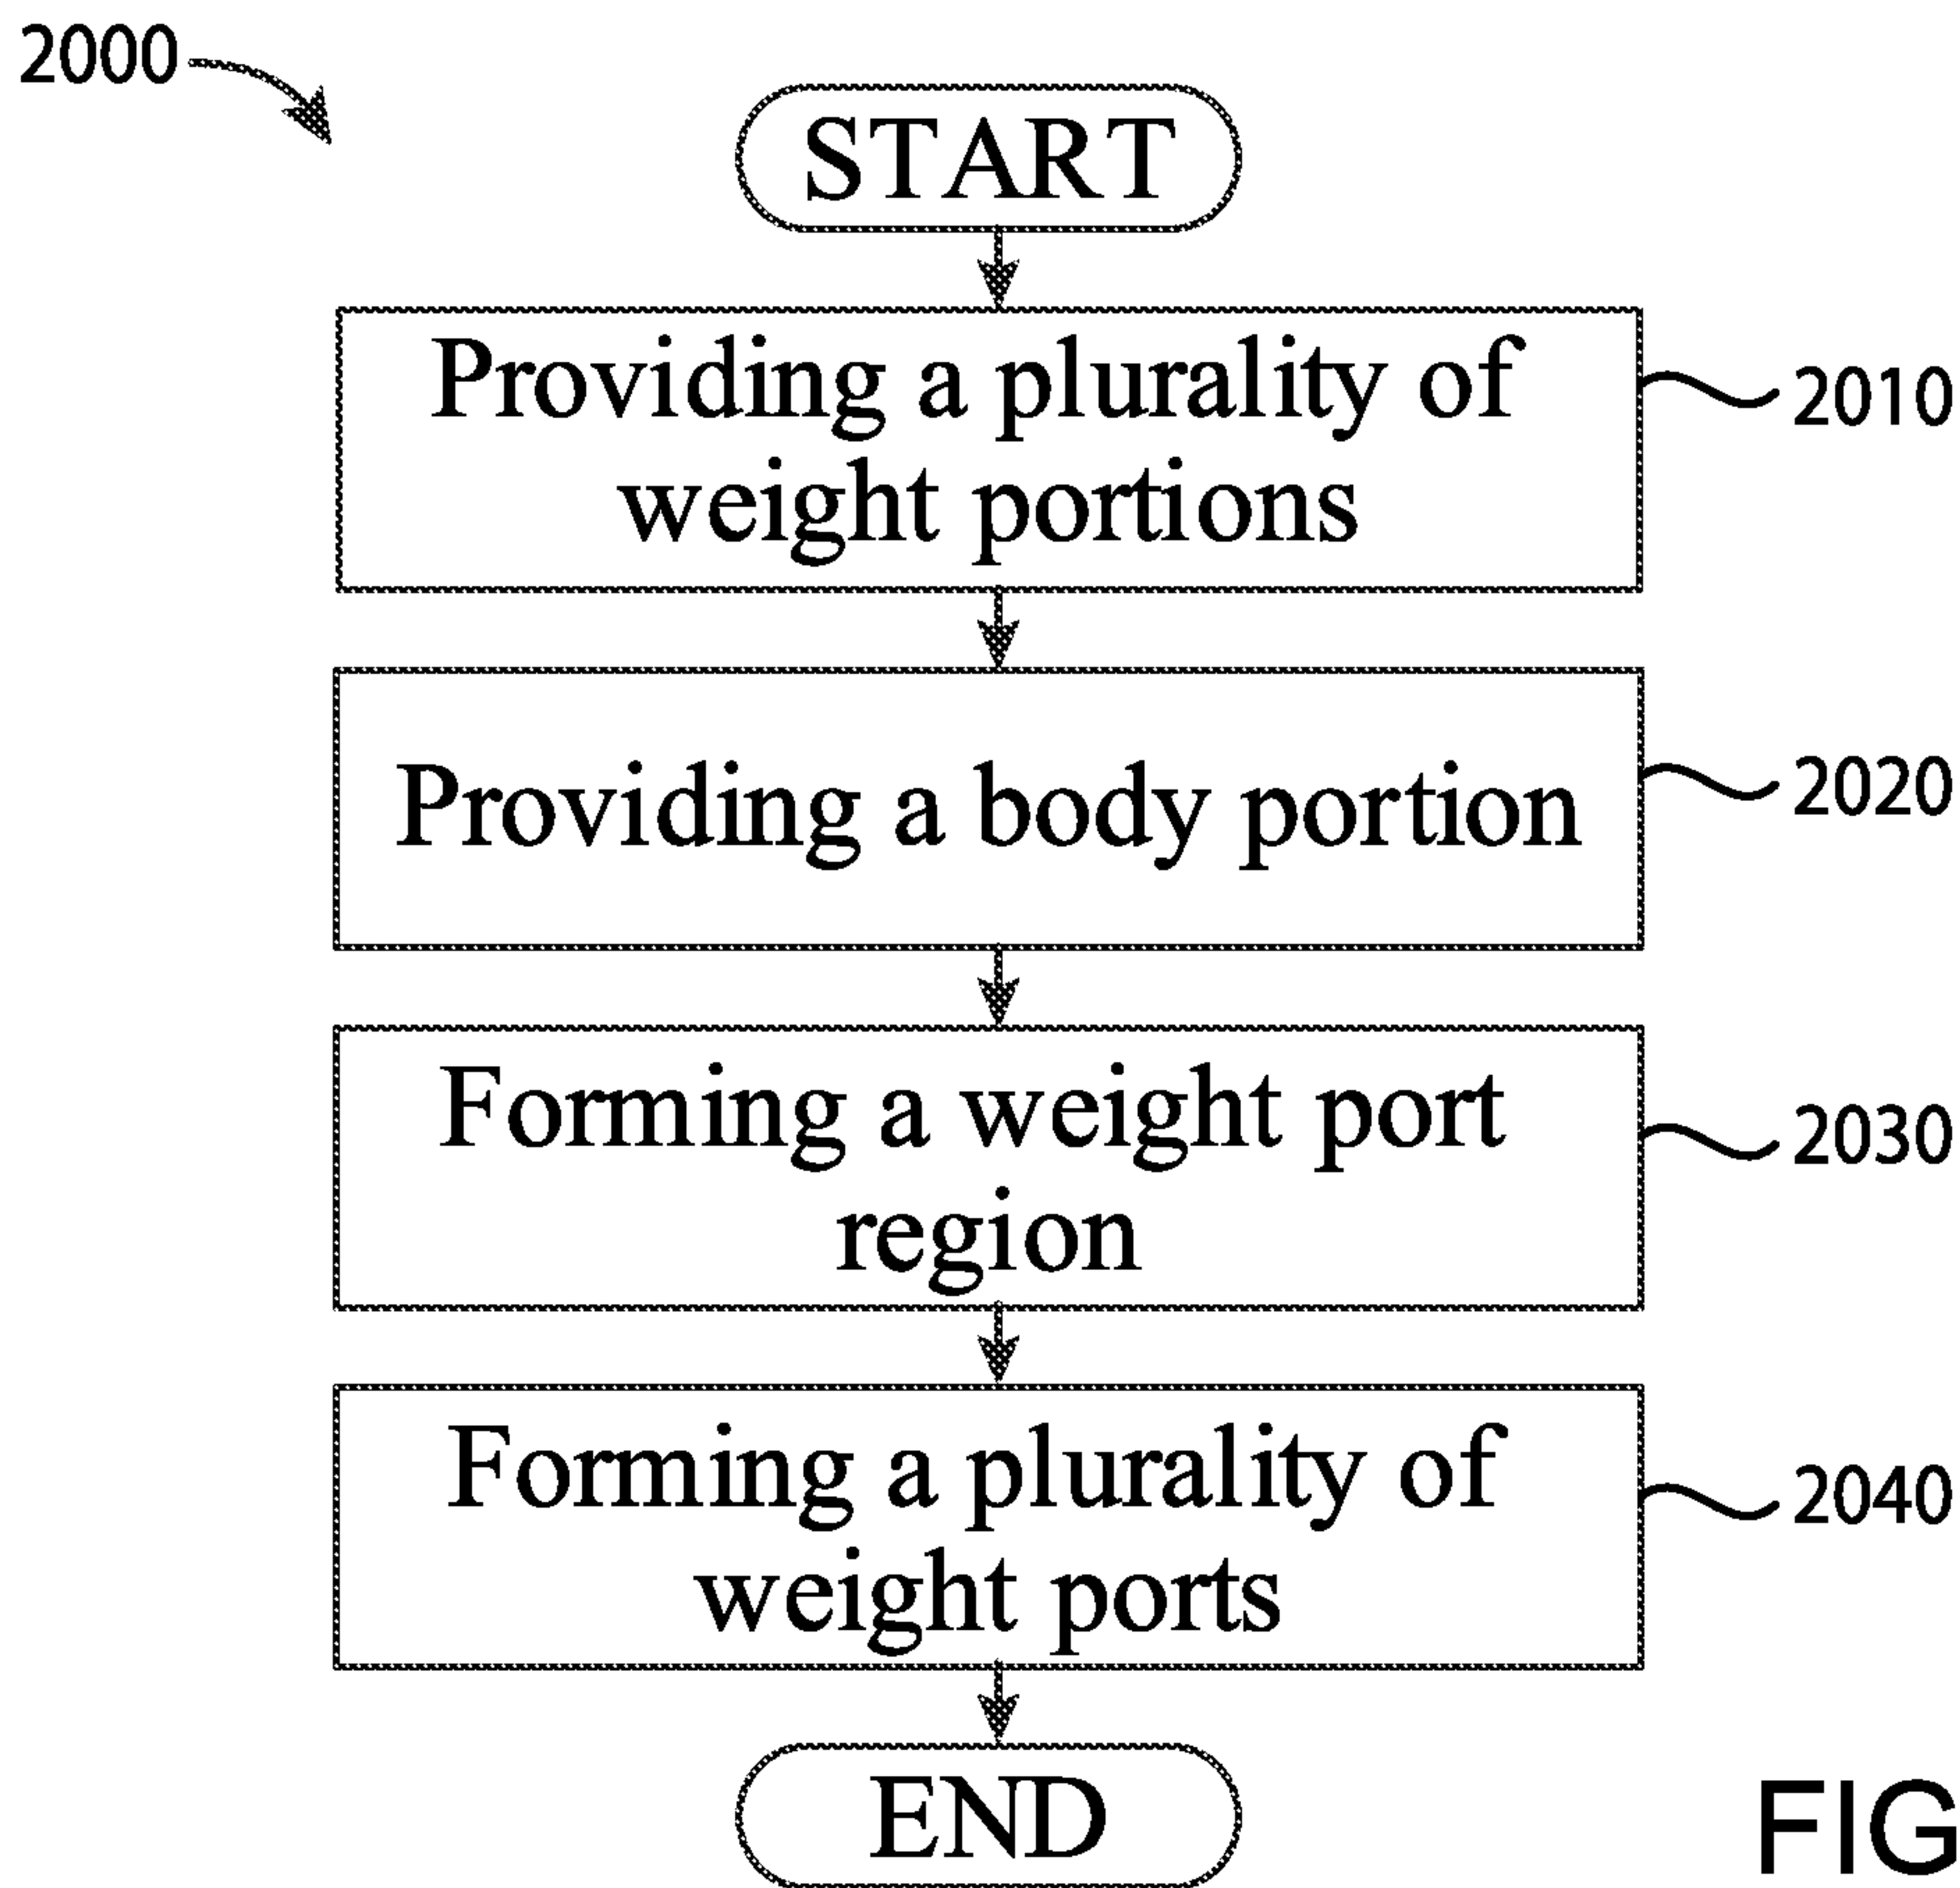 2000
START
Providing a plurality of
weight portions
2010
Providing a body portion
2020
Forming a weight port
region
2030
Forming a plurality of
weight ports
2040
END
FIG